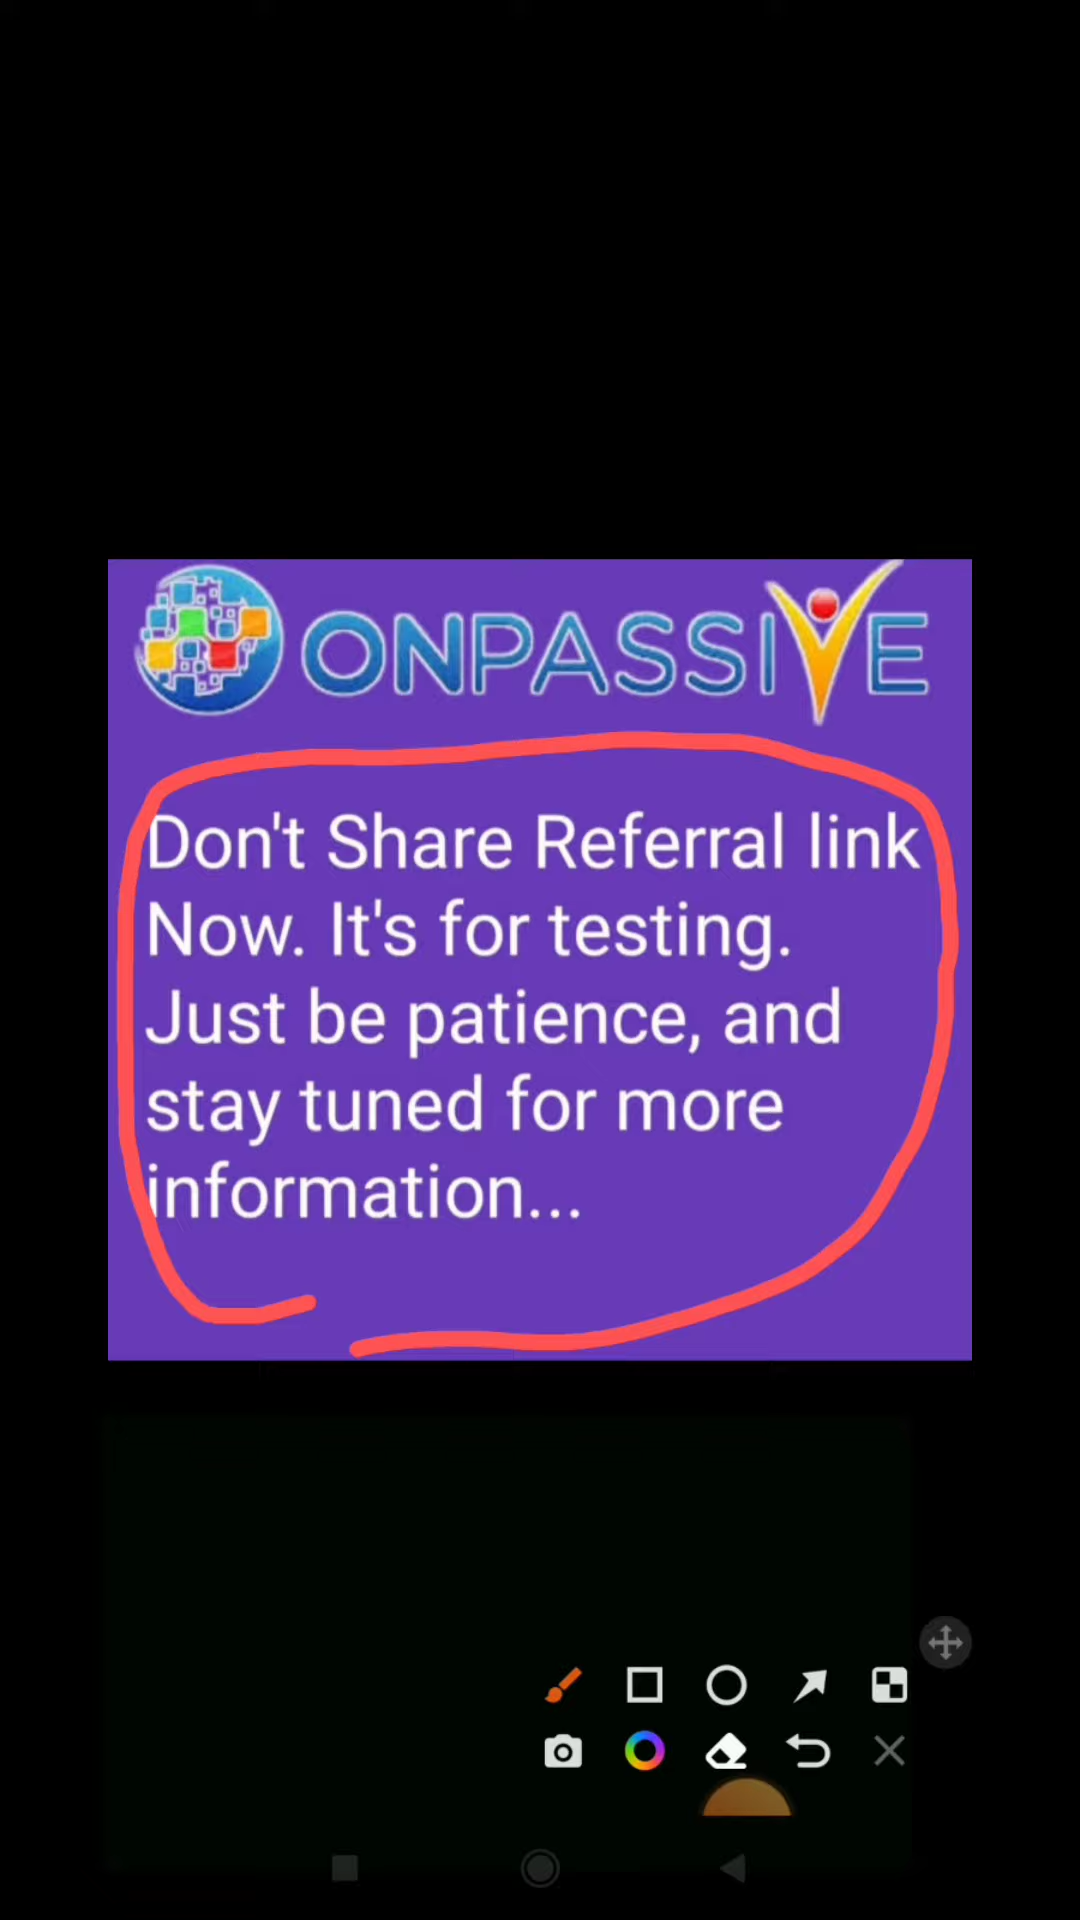 ONPASSIVE
Don't Share Referral link
Now. It's for testing.
Just be patience, and
stay tuned for more
information...